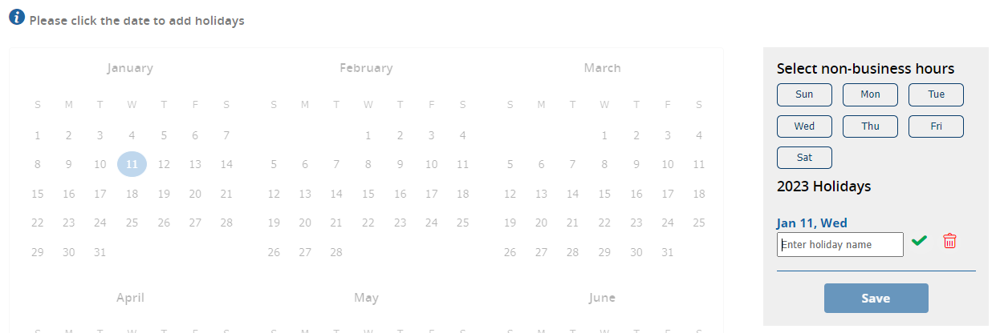 Please click the date to add holidays
January February March
S M T W T F S S M T W T F S S M T W T F S
1 2 3 4 5 6 7 1 2 3 4 1 2 3 4
8 9 10 11 12 13 14 5 6 7 8 9 10 11 5 6 7 8 9 10 11
15 16 17 18 19 20 21 12 13 14 15 16 17 18 12 13 14 15 16 17 18
22 23 24 25 26 27 28 19 20 21 22 23 24 25 19 20 21 22 23 24 25
29 30 31 26 27 28 26 27 28 29 30 31
April May June
S M T W T F S S M T W T F S S M T W T F S
Select non-business hours
Sun Mon Tue
Wed Thu Fri
Sat
2023 Holidays
Jan 11, Wed
Enter holiday name
Save